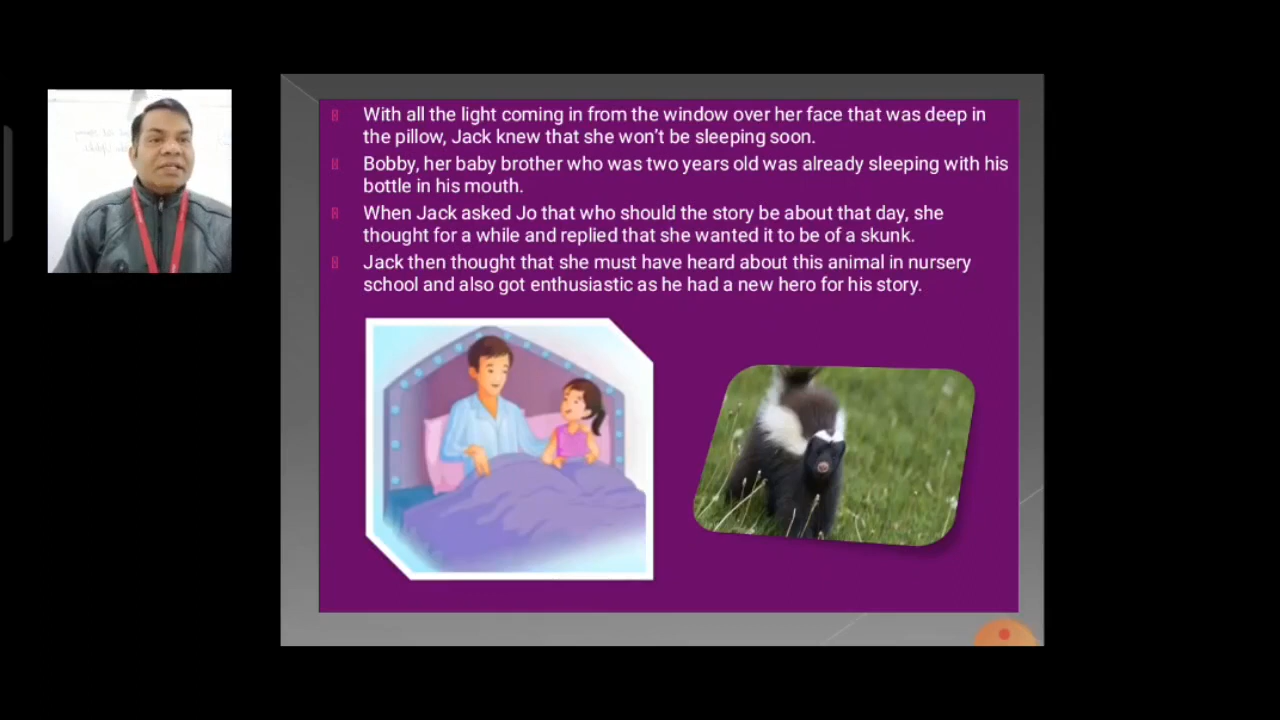 With all the light coming in from the window over her face that was deep in
the pillow, Jack knew that she won't be sleeping soon.
Bobby, her baby brother who was two years old was already sleeping with his
bottle in his mouth.
When Jack asked Jo that who should the story be about that day, she
thought for a while and replied that she wanted it to be of a skunk.
Jack then thought that she must have heard about this animal in nursery
school and also got enthusiastic as he had a new hero for his story.